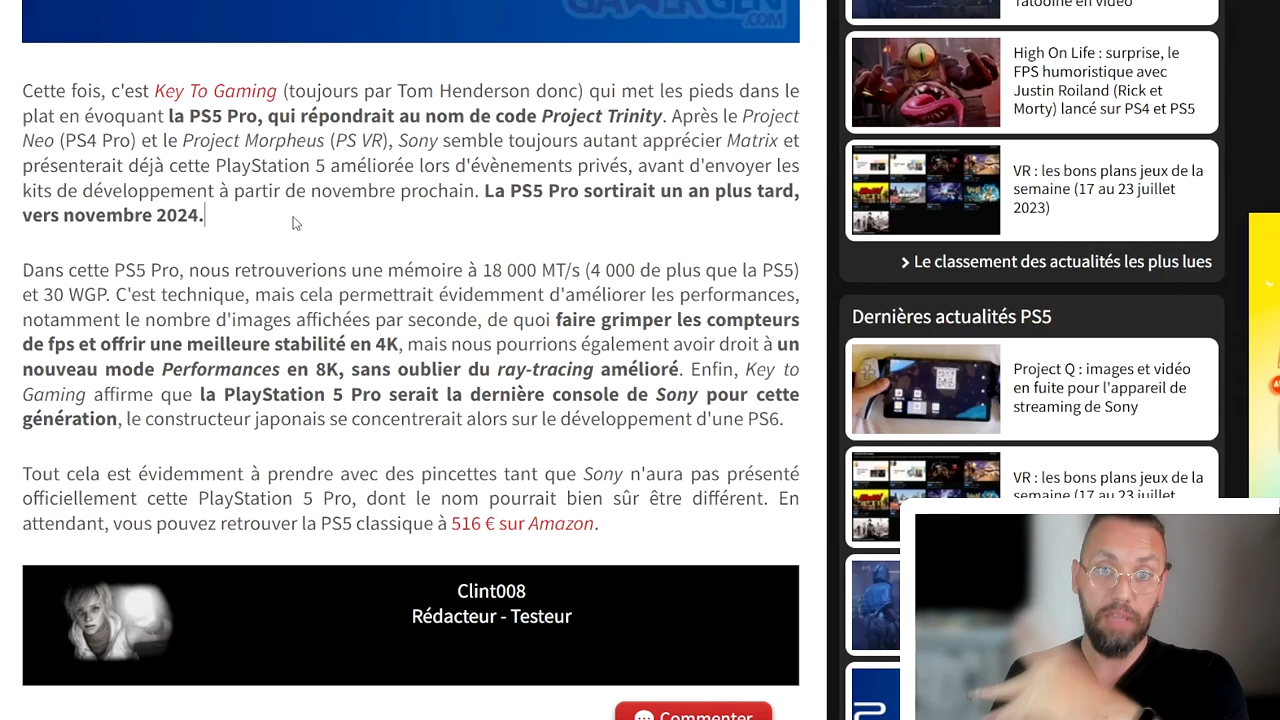 GAMERGEN
.COM
Cette fois, c'est Key To Gaming (toujours par Tom Henderson donc) qui met les pieds dans le
plat en évoquant la PS5 Pro, qui répondrait au nom de code Project Trinity. Après le Project
Neo (PS4 Pro) et le Project Morpheus (PS VR), Sony semble toujours autant apprécier Matrix et
présenterait déjà cette PlayStation 5 améliorée lors d'évènements privés, avant d'envoyer les
kits de développement à partir de novembre prochain. La PS5 Pro sortirait un an plus tard,
vers novembre 2024.
Dans cette PS5 Pro, nous retrouverions une mémoire à 18 000 MT/s (4 000 de plus que la PS5)
et 30 WGP. C'est technique, mais cela permettrait évidemment d'améliorer les performances,
notamment le nombre d'images affichées par seconde, de quoi faire grimper les compteurs
de fps et offrir une meilleure stabilité en 4K, mais nous pourrions également avoir droit à un
nouveau mode Performances en 8K, sans oublier du ray-tracing amélioré. Enfin, Key to
Gaming affirme que la PlayStation 5 Pro serait la dernière console de Sony pour cette
génération, le constructeur japonais se concentrerait alors sur le développement d'une PS6.
Tout cela est évidemment à prendre avec des pincettes tant que Sony n'aura pas présenté
officiellement cette PlayStation 5 Pro, dont le nom pourrait bien sûr être différent. En
attendant, vous pouvez retrouver la PS5 classique à 516 € sur Amazon.
Clint008
Rédacteur - Testeur
Commenter
Tatooine en vidéo
High On Life : surprise, le
FPS humoristique avec
Justin Roiland (Rick et
Morty) lancé sur PS4 et PS5
VR : les bons plans jeux de la
semaine (17 au 23 juillet
2023)
Le classement des actualités les plus lues
Dernières actualités PS5
Project Q : images et vidéo
en fuite pour l'appareil de
streaming de Sony
VR : les bons plans jeux de la
semaine (17 au 23 juillet